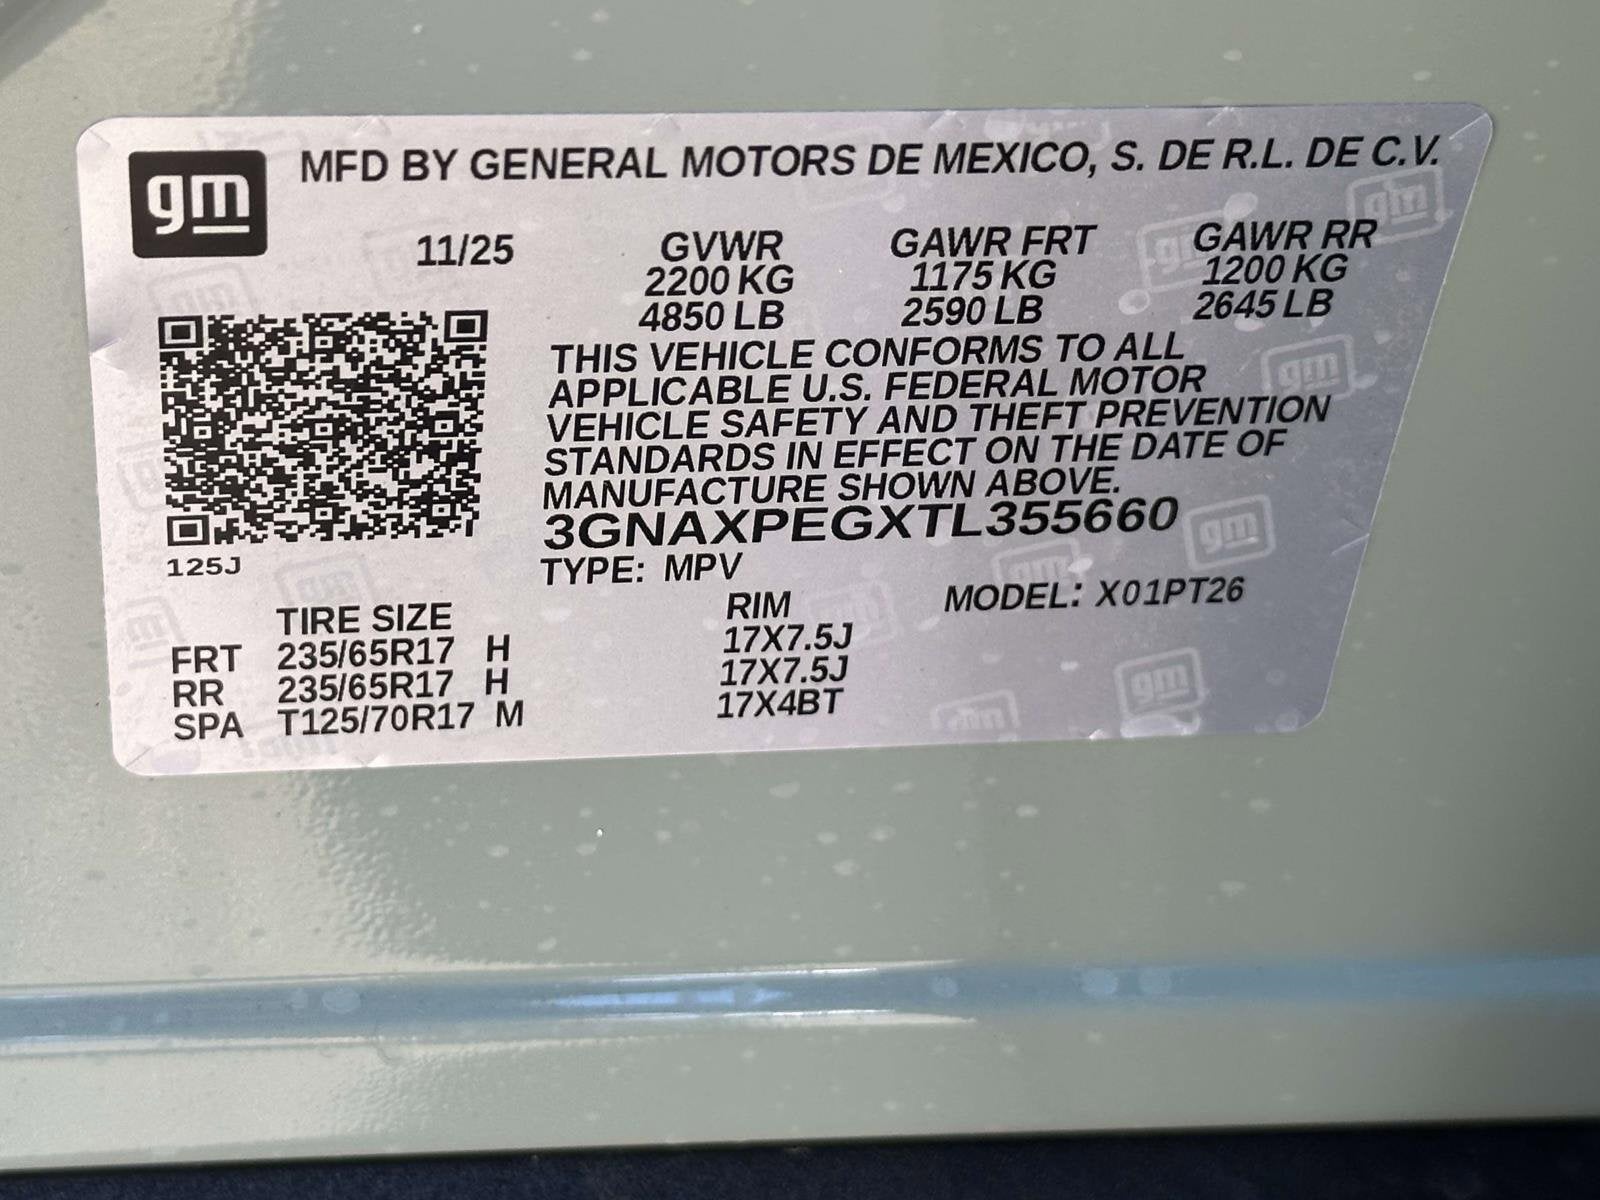 gm
MFD BY GENERAL MOTORS DE MEXICO, S. DE R.L. DE C.V.
11/25 GVWR GAWR FRT GAWR RR
2200 KG 1175 KG 1200 KG
4850 LB 2590 LB 2645 LB
THIS VEHICLE CONFORMS TO ALL
APPLICABLE U.S. FEDERAL MOTOR
VEHICLE SAFETY AND THEFT PREVENTION
STANDARDS IN EFFECT ON THE DATE OF
MANUFACTURE SHOWN ABOVE.
3GNAXPEGXTL355660
125J
TYPE: MPV
TIRE SIZE RIM MODEL: X01PT26
FRT 235/65R17 H 17X7.5J
RR 235/65R17 H 17X7.5J
SPA T125/70R17 M 17X4BT